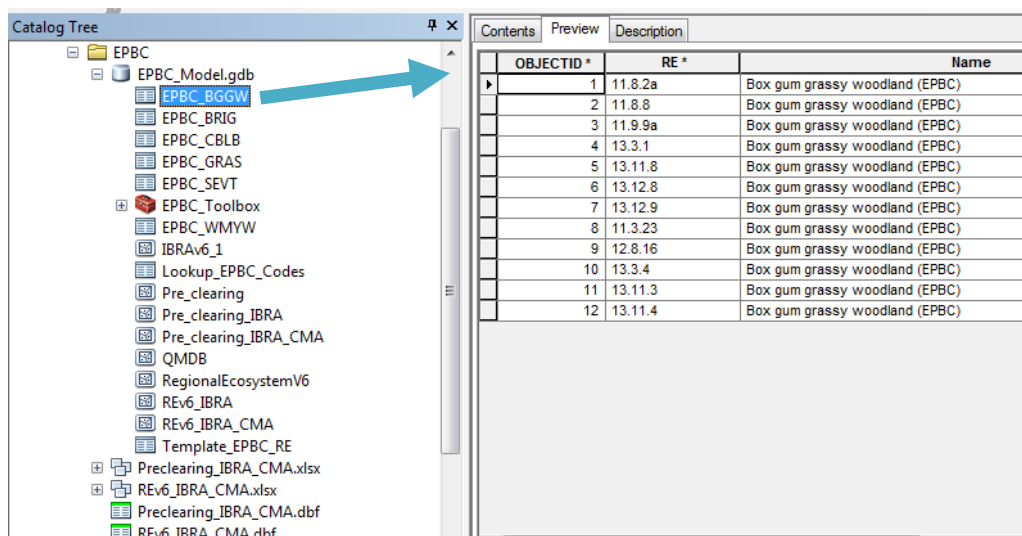 Catalog Tree
EPBC
EPBC_Model.gdb
EPBC_BGGW
EPBC_BRIG
EPBC_CBLB
EPBC_GRAS
EPBC_SEVT
EPBC_Toolbox
EPBC_WMYW
IBRAv6_1
Lookup_EPBC_Codes
Pre_clearing
Pre_clearing_IBRA
Pre_clearing_IBRA_CMA
QMDB
RegionalEcosystemV6
REv6_IBRA
REv6_IBRA_CMA
Template_EPBC_RE
Preclearing_IBRA_CMA.xlsx
REv6_IBRA_CMA.xlsx
Preclearing_IBRA_CMA.dbf
REv6_IBRA_CMA.dbf
Contents Preview Description
OBJECTID * RE * Name
1 11.8.2a Box gum grassy woodland (EPBC)
2 11.8.8 Box gum grassy woodland (EPBC)
3 11.9.9a Box gum grassy woodland (EPBC)
4 13.3.1 Box gum grassy woodland (EPBC)
5 13.11.8 Box gum grassy woodland (EPBC)
6 13.12.8 Box gum grassy woodland (EPBC)
7 13.12.9 Box gum grassy woodland (EPBC)
8 11.3.23 Box gum grassy woodland (EPBC)
9 12.8.16 Box gum grassy woodland (EPBC)
10 13.3.4 Box gum grassy woodland (EPBC)
11 13.11.3 Box gum grassy woodland (EPBC)
12 13.11.4 Box gum grassy woodland (EPBC)